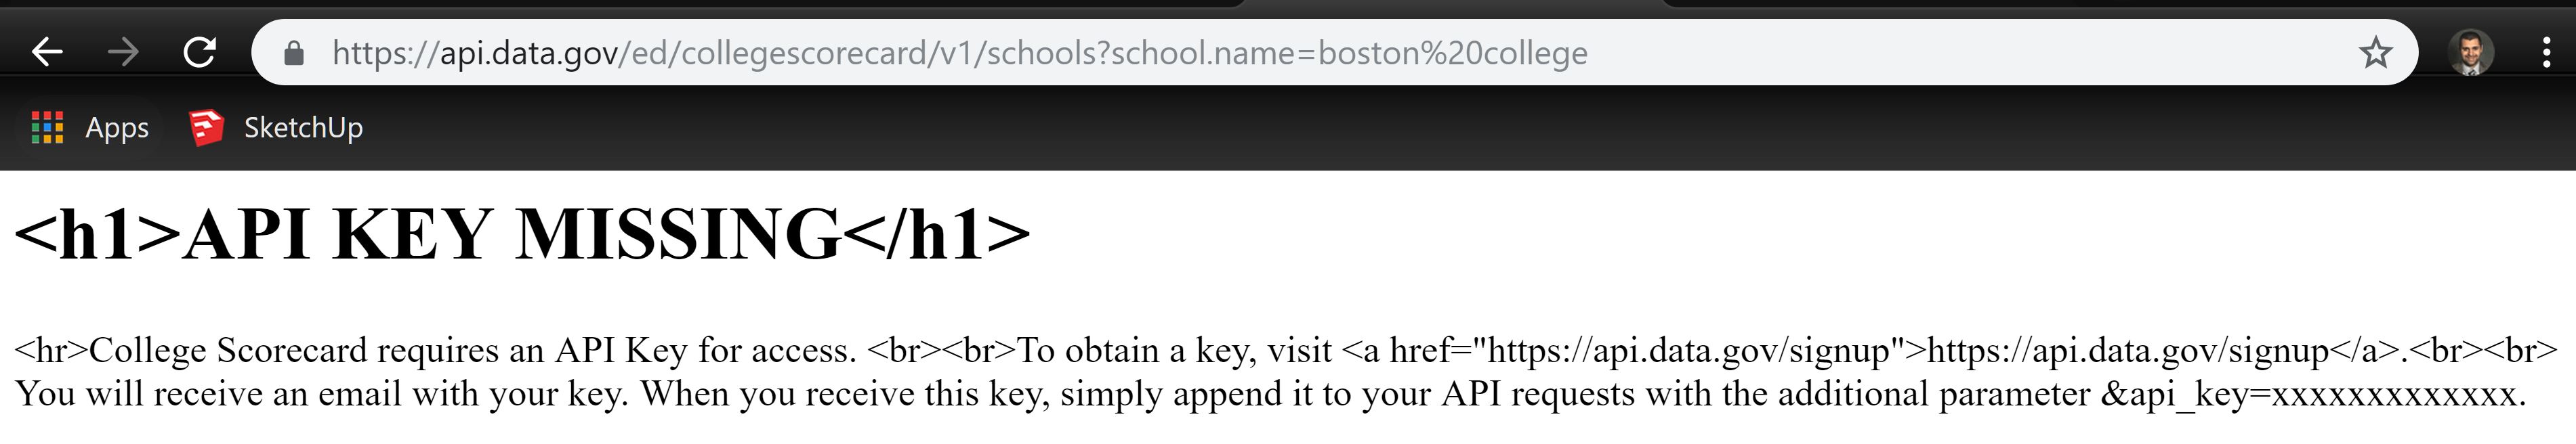 https://api.data.gov/ed/collegescorecard/v1/schools?school.name=boston%20college
Apps SketchUp
<h1>API KEY MISSING</h1>
<hr>College Scorecard requires an API Key for access. <br><br>To obtain a key, visit <a href="https://api.data.gov/signup">https://api.data.gov/signup</a>.<br><br>
You will receive an email with your key. When you receive this key, simply append it to your API requests with the additional parameter &api_key=xxxxxxxxxxxxx.